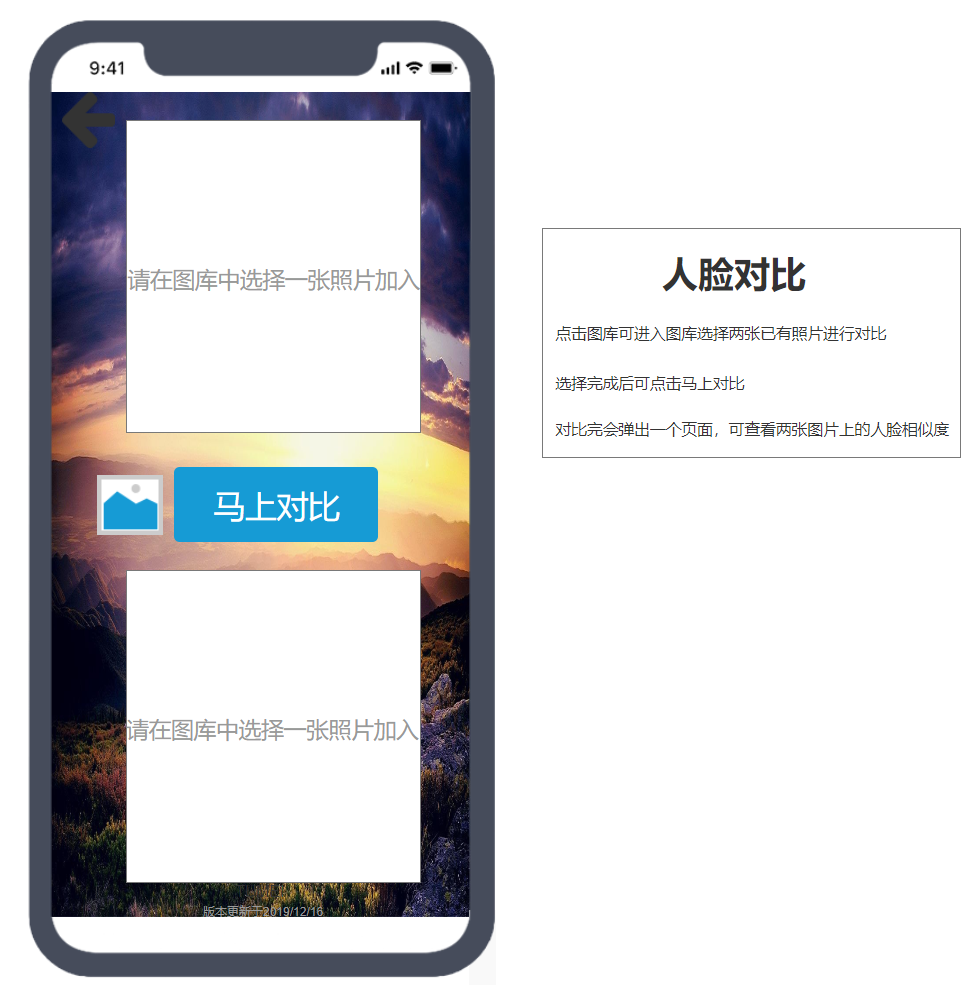 9:41
请在图库中选择一张照片加入
马上对比
请在图库中选择一张照片加入
版本更新于2019/12/16
人脸对比
点击图库可进入图库选择两张已有照片进行对比
选择完成后可点击马上对比
对比完会弹出一个页面，可查看两张图片上的人脸相似度